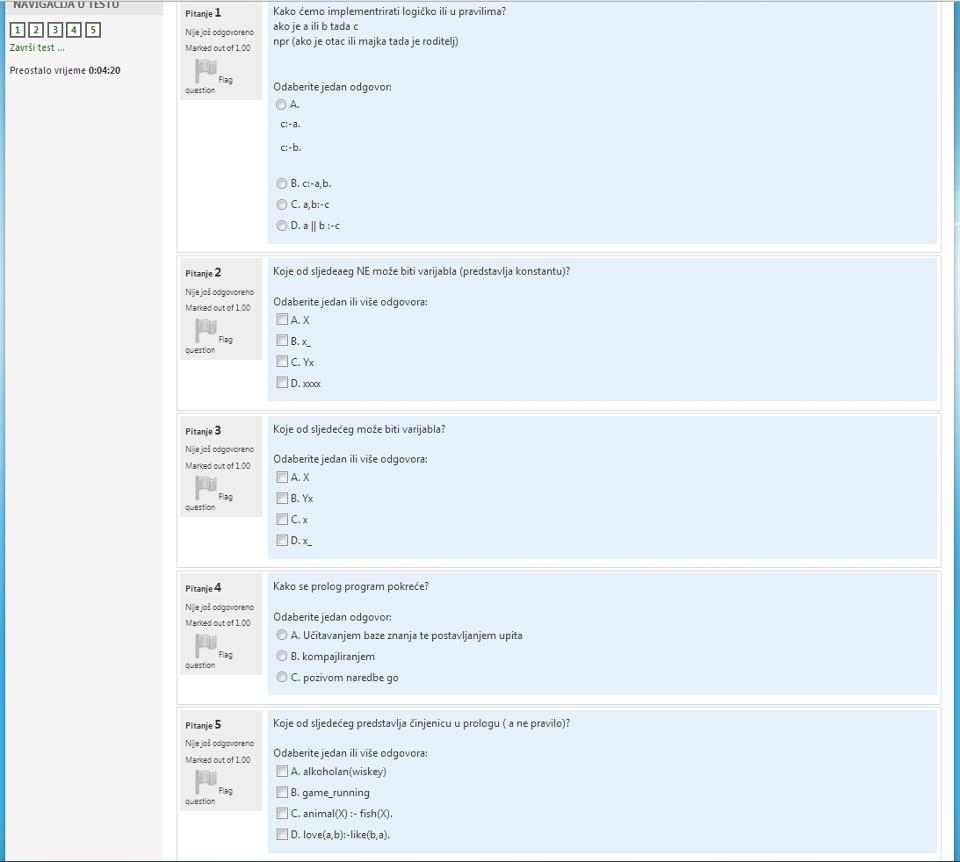 NAVIGACIJA U TESTU
1 2 3 4 5
Završi test ...
Preostalo vrijeme 0:04:20
Pitanje 1
Nije još odgovoreno
Marked out of 1,00
Flag question
Kako ćemo implementrirati logičko ili u pravilima?
ako je a ili b tada c
npr (ako je otac ili majka tada je roditelj)
Odaberite jedan odgovor:
A.
c:-a.
c:-b.
B. c:-a,b.
C. a,b:-c
D. a || b :-c
Pitanje 2
Nije još odgovoreno
Marked out of 1,00
Flag question
Koje od sljedeaeg NE može biti varijabla (predstavlja konstantu)?
Odaberite jedan ili više odgovora:
A. X
B. x_
C. Yx
D. xxxx
Pitanje 3
Nije još odgovoreno
Marked out of 1,00
Flag question
Koje od sljedećeg može biti varijabla?
Odaberite jedan ili više odgovora:
A. X
B. Yx
C. x
D. x_
Pitanje 4
Nije još odgovoreno
Marked out of 1,00
Flag question
Kako se prolog program pokreće?
Odaberite jedan odgovor:
A. Učitavanjem baze znanja te postavljanjem upita
B. kompajliranjem
C. pozivom naredbe go
Pitanje 5
Nije još odgovoreno
Marked out of 1,00
Flag question
Koje od sljedećeg predstavlja činjenicu u prologu ( a ne pravilo)?
Odaberite jedan ili više odgovora:
A. alkoholan(wiskey)
B. game_running
C. animal(X) :- fish(X).
D. love(a,b):-like(b,a).